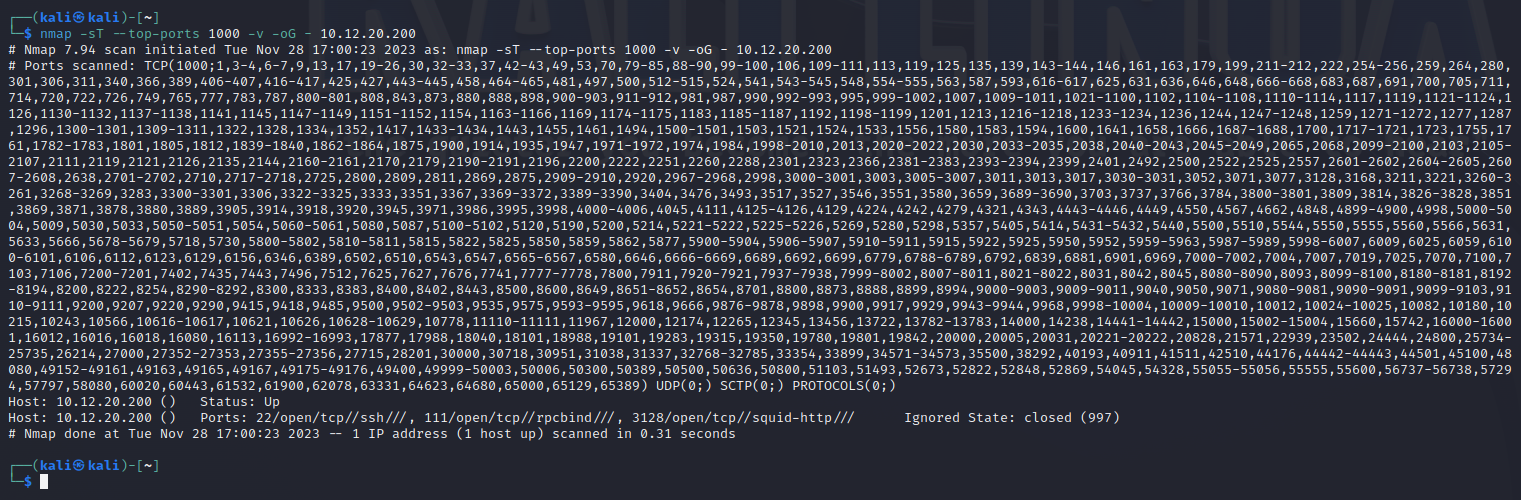 ┌──(kali㉿kali)-[~]
└─$ nmap -sT --top-ports 1000 -v -oG - 10.12.20.200
# Nmap 7.94 scan initiated Tue Nov 28 17:00:23 2023 as: nmap -sT --top-ports 1000 -v -oG - 10.12.20.200
# Ports scanned: TCP(1000;1,3-4,6-7,9,13,17,19-26,30,32-33,37,42-43,49,53,70,79-85,88-90,99-100,106,109-111,113,119,125,135,139,143-144,146,161,163,179,199,211-212,222,254-256,259,264,280,
301,306,311,340,366,389,406-407,416-417,425,427,443-445,458,464-465,481,497,500,512-515,524,541,543-545,548,554-555,563,587,593,616-617,625,631,636,646,648,666-668,683,687,691,700,705,711,
714,720,722,726,749,765,777,783,787,800-801,808,843,873,880,888,898,900-903,911-912,981,987,990,992-993,995,999-1002,1007,1009-1011,1021-1100,1102,1104-1108,1110-1114,1117,1119,1121-1124,1
126,1130-1132,1137-1138,1141,1145,1147-1149,1151-1152,1154,1163-1166,1169,1174-1175,1183,1185-1187,1192,1198-1199,1201,1213,1216-1218,1233-1234,1236,1244,1247-1248,1259,1271-1272,1277,1287
,1296,1300-1301,1309-1311,1322,1328,1334,1352,1417,1433-1434,1443,1455,1461,1494,1500-1501,1503,1521,1524,1533,1556,1580,1583,1594,1600,1641,1658,1666,1687-1688,1700,1717-1721,1723,1755,17
61,1782-1783,1801,1805,1812,1839-1840,1862-1864,1875,1900,1914,1935,1947,1971-1972,1974,1984,1998-2010,2013,2020-2022,2030,2033-2035,2038,2040-2043,2045-2049,2065,2068,2099-2100,2103,2105-
2107,2111,2119,2121,2126,2135,2144,2160-2161,2170,2179,2190-2191,2196,2200,2222,2251,2260,2288,2301,2323,2366,2381-2383,2393-2394,2399,2401,2492,2500,2522,2525,2557,2601-2602,2604-2605,260
7-2608,2638,2701-2702,2710,2717-2718,2725,2800,2809,2811,2869,2875,2909-2910,2920,2967-2968,2998,3000-3001,3003,3005-3007,3011,3013,3017,3030-3031,3052,3071,3077,3128,3168,3211,3221,3260-3
261,3268-3269,3283,3300-3301,3306,3322-3325,3333,3351,3367,3369-3372,3389-3390,3404,3476,3493,3517,3527,3546,3551,3580,3659,3689-3690,3703,3737,3766,3784,3800-3801,3809,3814,3826-3828,3851
,3869,3871,3878,3880,3889,3905,3914,3918,3920,3945,3971,3986,3995,3998,4000-4006,4045,4111,4125-4126,4129,4224,4242,4279,4321,4343,4443-4446,4449,4550,4567,4662,4848,4899-4900,4998,5000-50
04,5009,5030,5033,5050-5051,5054,5060-5061,5080,5087,5100-5102,5120,5190,5200,5214,5221-5222,5225-5226,5269,5280,5298,5357,5405,5414,5431-5432,5440,5500,5510,5544,5550,5555,5560,5566,5631,
5633,5666,5678-5679,5718,5730,5800-5802,5810-5811,5815,5822,5825,5850,5859,5862,5877,5900-5904,5906-5907,5910-5911,5915,5922,5925,5950,5952,5959-5963,5987-5989,5998-6007,6009,6025,6059,610
0-6101,6106,6112,6123,6129,6156,6346,6389,6502,6510,6543,6547,6565-6567,6580,6646,6666-6669,6689,6692,6699,6779,6788-6789,6792,6839,6881,6901,6969,7000-7002,7004,7007,7019,7025,7070,7100,7
103,7106,7200-7201,7402,7435,7443,7496,7512,7625,7627,7676,7741,7777-7778,7800,7911,7920-7921,7937-7938,7999-8002,8007-8011,8021-8022,8031,8042,8045,8080-8090,8093,8099-8100,8180-8181,8192
-8194,8200,8222,8254,8290-8292,8300,8333,8383,8400,8402,8443,8500,8600,8649,8651-8652,8654,8701,8800,8873,8888,8899,8994,9000-9003,9009-9011,9040,9050,9071,9080-9081,9090-9091,9099-9103,91
10-9111,9200,9207,9220,9290,9415,9418,9485,9500,9502-9503,9535,9575,9593-9595,9618,9666,9876-9878,9898,9900,9917,9929,9943-9944,9968,9998-10004,10009-10010,10012,10024-10025,10082,10180,10
215,10243,10566,10616-10617,10621,10626,10628-10629,10778,11110-11111,11967,12000,12174,12265,12345,13456,13722,13782-13783,14000,14238,14441-14442,15000,15002-15004,15660,15742,16000-1600
1,16012,16016,16018,16080,16113,16992-16993,17877,17988,18040,18101,18988,19101,19283,19315,19350,19780,19801,19842,20000,20005,20031,20221-20222,20828,21571,22939,23502,24444,24800,25734-
25735,26214,27000,27352-27353,27355-27356,27715,28201,30000,30718,30951,31038,31337,32768-32785,33354,33899,34571-34573,35500,38292,40193,40911,41511,42510,44176,44442-44443,44501,45100,48
080,49152-49161,49163,49165,49167,49175-49176,49400,49999-50003,50006,50300,50389,50500,50636,50800,51103,51493,52673,52822,52848,52869,54045,54328,55055-55056,55555,55600,56737-56738,5729
4,57797,58080,60020,60443,61532,61900,62078,63331,64623,64680,65000,65129,65389) UDP(0;) SCTP(0;) PROTOCOLS(0;)
Host: 10.12.20.200 ()	Status: Up
Host: 10.12.20.200 ()	Ports: 22/open/tcp//ssh///, 111/open/tcp//rpcbind///, 3128/open/tcp//squid-http///	Ignored State: closed (997)
# Nmap done at Tue Nov 28 17:00:23 2023 -- 1 IP address (1 host up) scanned in 0.31 seconds
┌──(kali㉿kali)-[~]
└─$